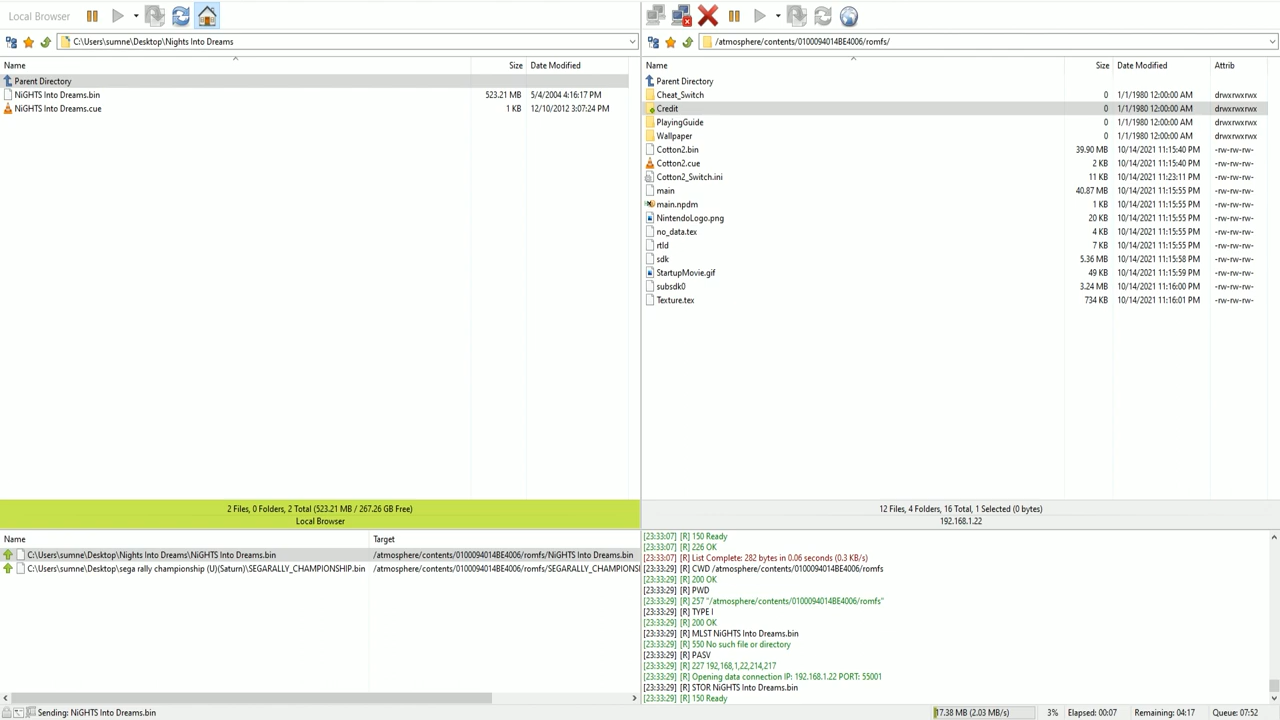 Local Browser
C:\Users\sumne\Desktop\Nights Into Dreams
Name Size Date Modified
Parent Directory
NiGHTS Into Dreams.bin 523.21 MB 5/4/2004 4:16:17 PM
NiGHTS Into Dreams.cue 1 KB 12/10/2012 3:07:24 PM
2 Files, 0 Folders, 2 Total (523.21 MB / 267.26 GB Free)
Local Browser
/atmosphere/contents/0100094014BE4006/romfs/
Name Size Date Modified Attrib
Parent Directory
Cheat_Switch 0 1/1/1980 12:00:00 AM drwxrwxrwx
Credit 0 1/1/1980 12:00:00 AM drwxrwxrwx
PlayingGuide 0 1/1/1980 12:00:00 AM drwxrwxrwx
Wallpaper 0 1/1/1980 12:00:00 AM drwxrwxrwx
Cotton2.bin 39.90 MB 10/14/2021 11:15:40 PM -rw-rw-rw-
Cotton2.cue 2 KB 10/14/2021 11:15:40 PM -rw-rw-rw-
Cotton2_Switch.ini 11 KB 10/14/2021 11:23:11 PM -rw-rw-rw-
main 40.87 MB 10/14/2021 11:15:55 PM -rw-rw-rw-
main.npdm 1 KB 10/14/2021 11:15:55 PM -rw-rw-rw-
NintendoLogo.png 20 KB 10/14/2021 11:15:55 PM -rw-rw-rw-
no_data.tex 4 KB 10/14/2021 11:15:55 PM -rw-rw-rw-
rtld 7 KB 10/14/2021 11:15:55 PM -rw-rw-rw-
sdk 5.36 MB 10/14/2021 11:15:58 PM -rw-rw-rw-
StartupMovie.gif 49 KB 10/14/2021 11:15:59 PM -rw-rw-rw-
subsdk0 3.24 MB 10/14/2021 11:16:00 PM -rw-rw-rw-
Texture.tex 734 KB 10/14/2021 11:16:01 PM -rw-rw-rw-
12 Files, 4 Folders, 16 Total, 1 Selected (0 bytes)
192.168.1.22
Name Target
C:\Users\sumne\Desktop\Nights Into Dreams\NiGHTS Into Dreams.bin /atmosphere/contents/0100094014BE4006/romfs/NiGHTS Into Dreams.bin
C:\Users\sumne\Desktop\sega rally championship (U)(Saturn)\SEGARALLY_CHAMPIONSHIP.bin /atmosphere/contents/0100094014BE4006/romfs/SEGARALLY_CHAMPIONS
[23:33:07] [R] 150 Ready
[23:33:07] [R] 226 OK
[23:33:07] [R] List Complete: 282 bytes in 0.06 seconds (0.3 KB/s)
[23:33:29] [R] CWD /atmosphere/contents/0100094014BE4006/romfs
[23:33:29] [R] 200 OK
[23:33:29] [R] PWD
[23:33:29] [R] 257 "/atmosphere/contents/0100094014BE4006/romfs"
[23:33:29] [R] TYPE I
[23:33:29] [R] 200 OK
[23:33:29] [R] MLST NiGHTS Into Dreams.bin
[23:33:29] [R] 550 No such file or directory
[23:33:29] [R] PASV
[23:33:29] [R] 227 192,168,1,22,214,217
[23:33:29] [R] Opening data connection IP: 192.168.1.22 PORT: 55001
[23:33:29] [R] STOR NiGHTS Into Dreams.bin
[23:33:29] [R] 150 Ready
Sending: NiGHTS Into Dreams.bin 17.38 MB (2.03 MB/s) 3% Elapsed: 00:07 Remaining: 04:17 Queue: 07:52